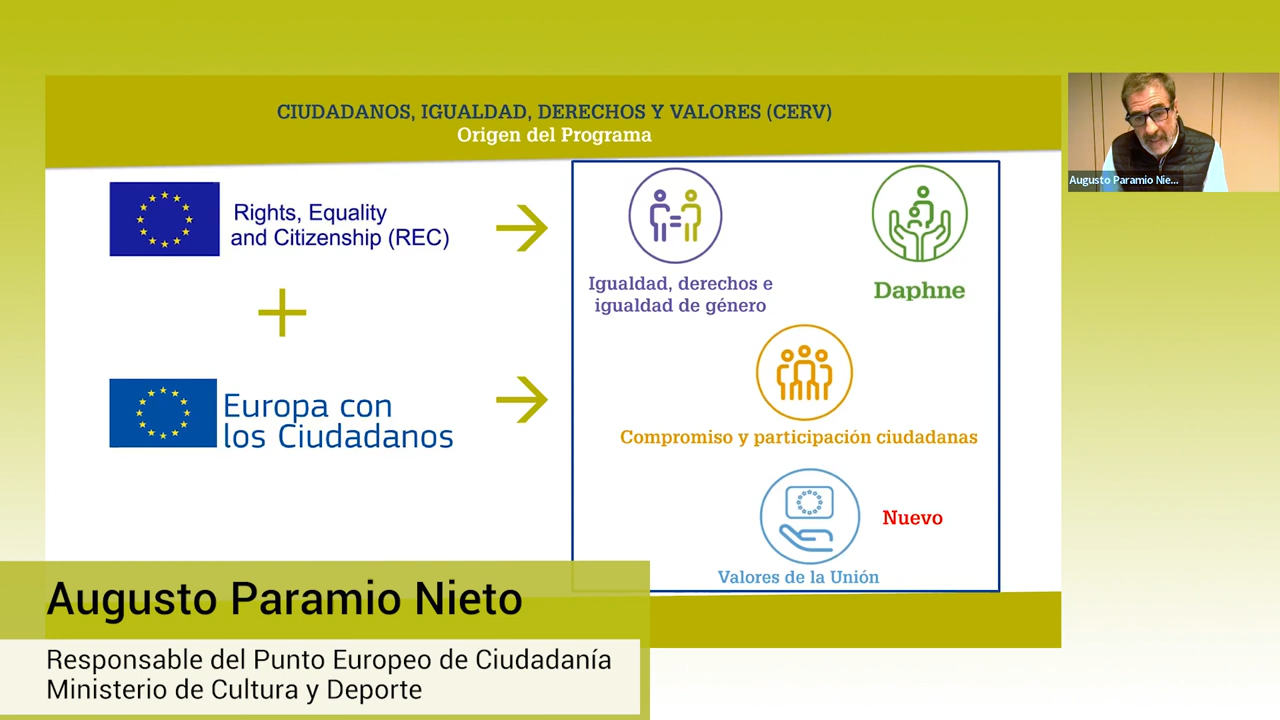 CIUDADANOS, IGUALDAD, DERECHOS Y VALORES (CERV)
Origen del Programa
Augusto Paramio Nie...
Rights, Equality
and Citizenship (REC)
Igualdad, derechos e
igualdad de género
Daphne
Europa con
los Ciudadanos
Compromiso y participación ciudadanas
Nuevo
Valores de la Unión
Augusto Paramio Nieto
Responsable del Punto Europeo de Ciudadanía
Ministerio de Cultura y Deporte